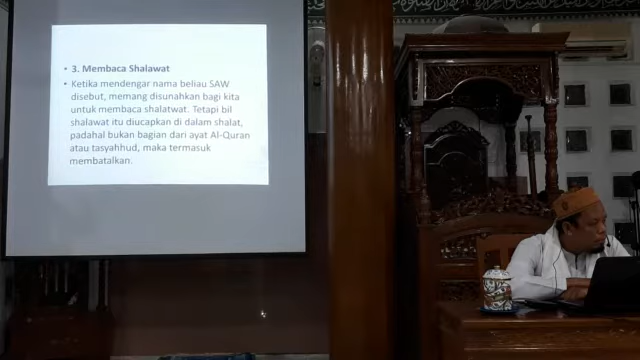 • 3. Membaca Shalawat
• Ketika mendengar nama beliau SAW
disebut, memang disunahkan bagi kita
untuk membaca shalatwat. Tetapi bil
shalawat itu diucapkan di dalam shalat,
padahal bukan bagian dari ayat Al-Quran
atau tasyahhud, maka termasuk
membatalkan.